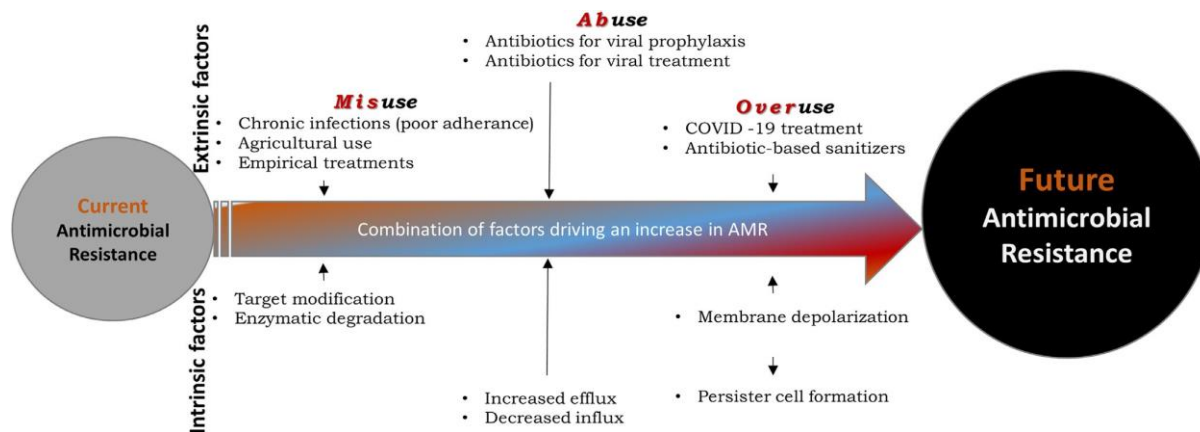 Extrinsic factors
Abuse
• Antibiotics for viral prophylaxis
• Antibiotics for viral treatment
Misuse
• Chronic infections (poor adherance)
• Agricultural use
• Empirical treatments
Overuse
• COVID -19 treatment
• Antibiotic-based sanitizers
Current
Antimicrobial
Resistance
Combination of factors driving an increase in AMR
Future
Antimicrobial
Resistance
Intrinsic factors
• Target modification
• Enzymatic degradation
• Increased efflux
• Decreased influx
• Membrane depolarization
• Persister cell formation